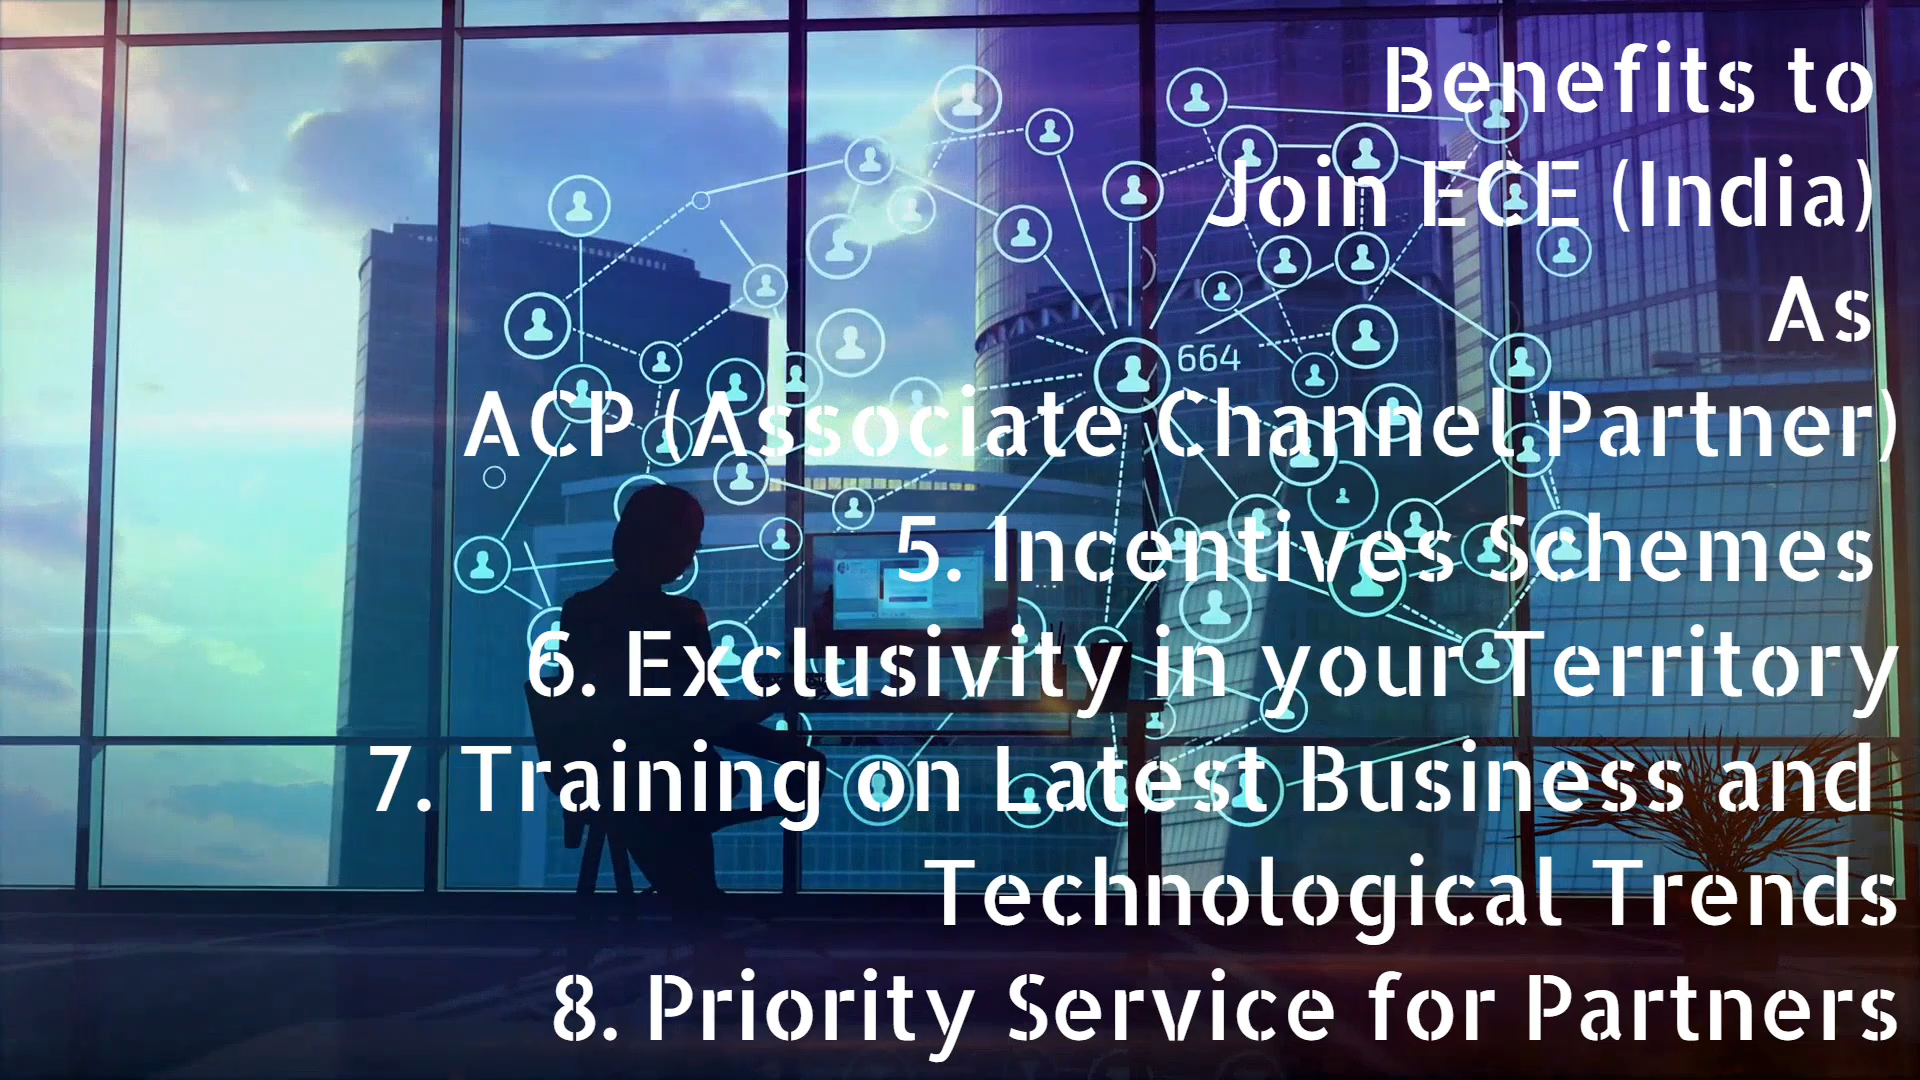 Benefits to
Join ECE (India)
As
ACP (Associate Channel Partner)
664
5. Incentives Schemes
6. Exclusivity in your Territory
7. Training on Latest Business and
Technological Trends
8. Priority Service for Partners